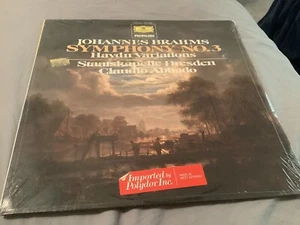 JOHANNES BRAHMS
SYMPHONY NO.3
Haydn Variations
Staatskapelle Dresden
Claudio Abbado
Imported by
Polydor Inc.